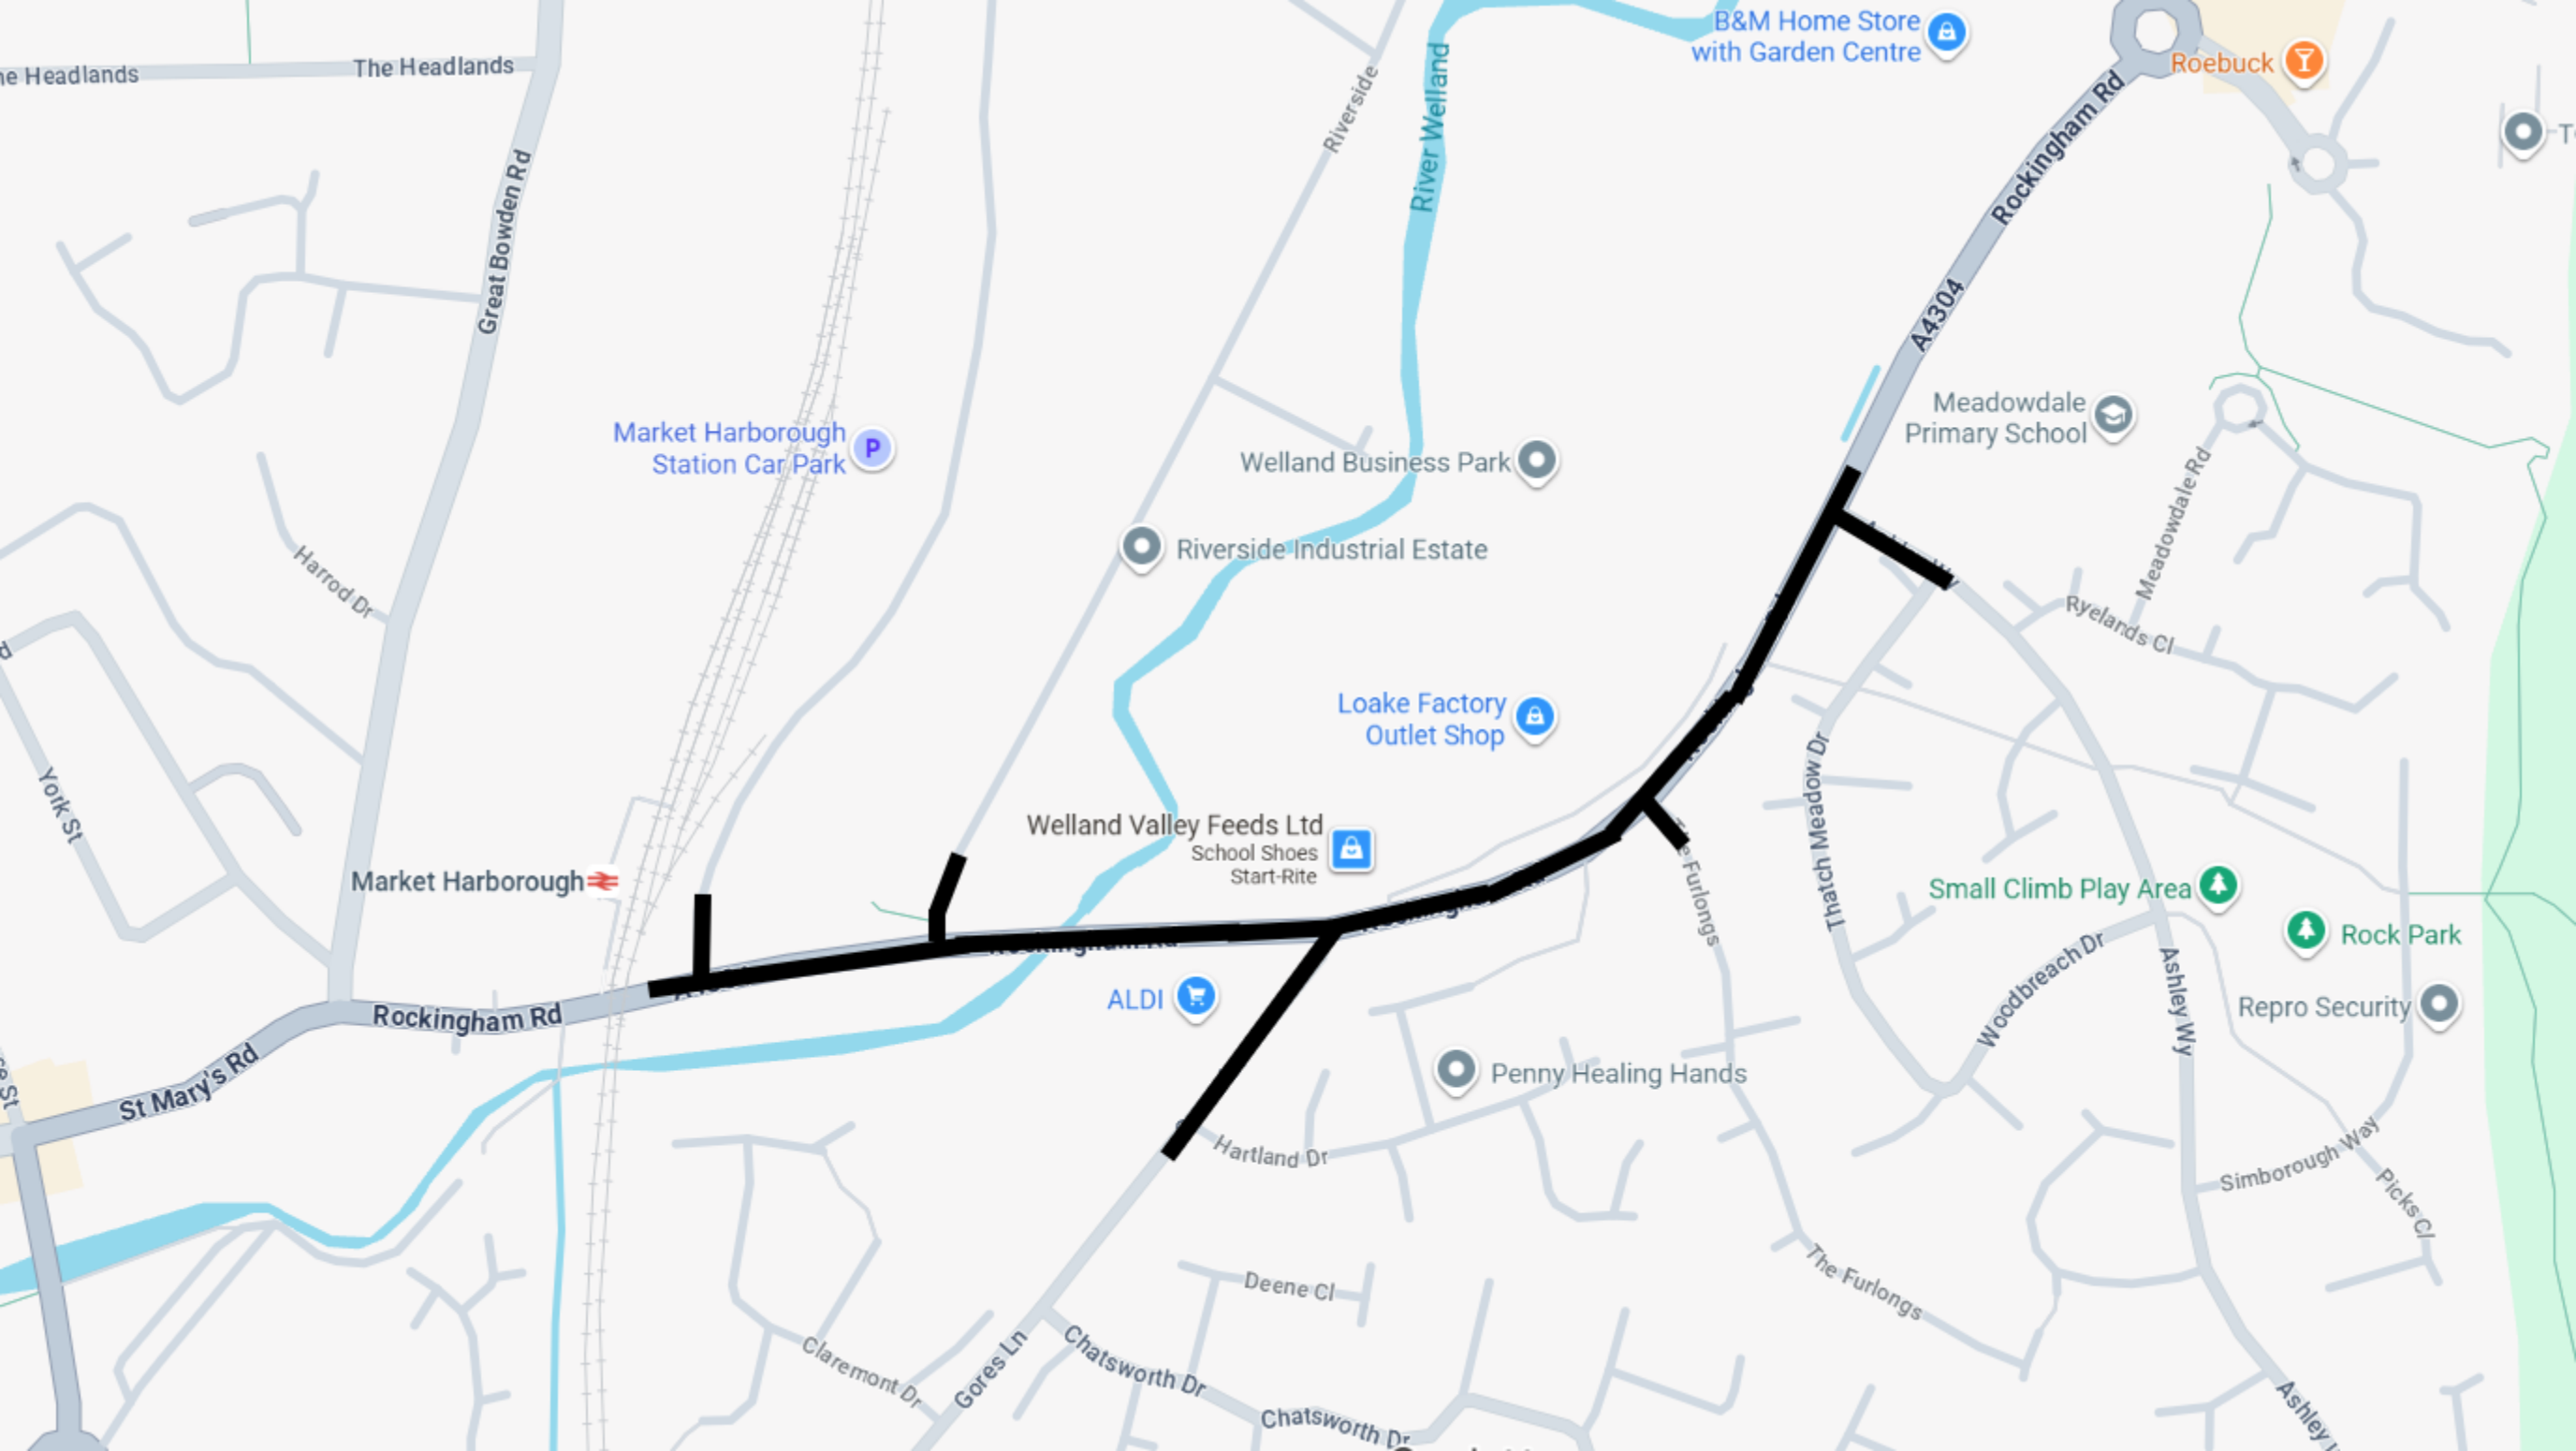 B&M Home Store
with Garden Centre
Roebuck
The Headlands
he Headlands
Riverside
River Welland
Rockingham Rd
Great Bowden Rd
A4304
Market Harborough
Station Car Park
P
Meadowdale
Primary School
Welland Business Park
Meadowdale Rd
Riverside Industrial Estate
Harrod Dr
Ryelands Cl
Loake Factory
Outlet Shop
York St
Thatch Meadow Dr
Welland Valley Feeds Ltd
School Shoes
Start-Rite
Market Harborough
The Furlongs
Small Climb Play Area
Rock Park
Rockingham Rd
ALDI
Woodbreach Dr
Ashley Wy
Repro Security
Rockingham Rd
St Mary's Rd
Penny Healing Hands
Hartland Dr
Simborough Way
Picks Cl
Deene Cl
The Furlongs
Claremont Dr
Gores Ln
Chatsworth Dr
Chatsworth Dr
Ashley